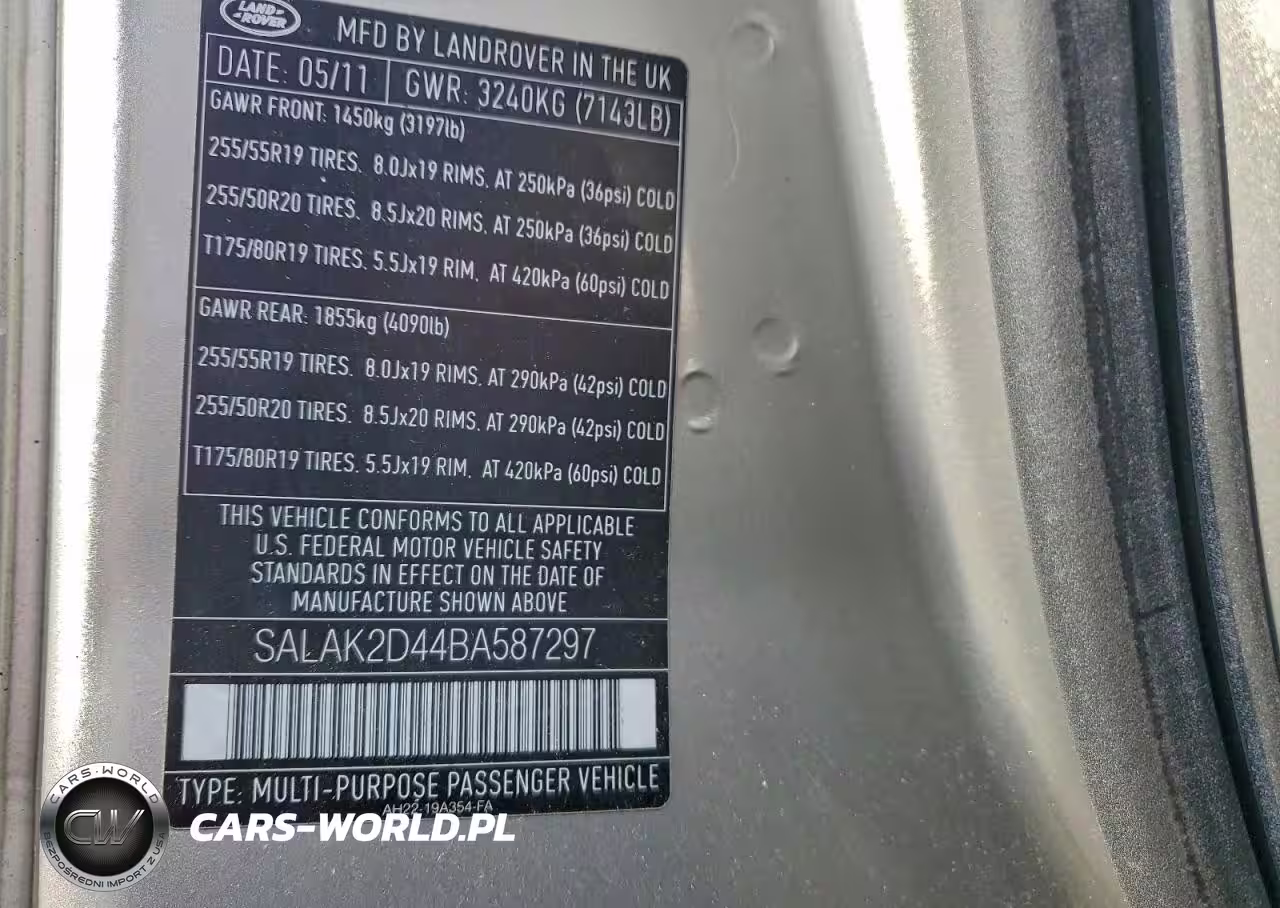 LAND
ROVER
MFD BY LANDROVER IN THE UK
DATE: 05/11 GWR: 3240KG (7143LB)
GAWR FRONT: 1450kg (3197lb)
255/55R19 TIRES. 8.0Jx19 RIMS. AT 250kPa (36psi) COLD
255/50R20 TIRES. 8.5Jx20 RIMS. AT 250kPa (36psi) COLD
T175/80R19 TIRES. 5.5Jx19 RIM. AT 420kPa (60psi) COLD
GAWR REAR: 1855kg (4090lb)
255/55R19 TIRES. 8.0Jx19 RIMS. AT 290kPa (42psi) COLD
255/50R20 TIRES. 8.5Jx20 RIMS. AT 290kPa (42psi) COLD
T175/80R19 TIRES. 5.5Jx19 RIM. AT 420kPa (60psi) COLD
THIS VEHICLE CONFORMS TO ALL APPLICABLE
U.S. FEDERAL MOTOR VEHICLE SAFETY
STANDARDS IN EFFECT ON THE DATE OF
MANUFACTURE SHOWN ABOVE
SALAK2D44BA587297
TYPE: MULTI-PURPOSE PASSENGER VEHICLE
AH22 19A354-FA
CARS-WORLD
CW
BEZPOŚREDNI IMPORT Z USA
CARS-WORLD.PL